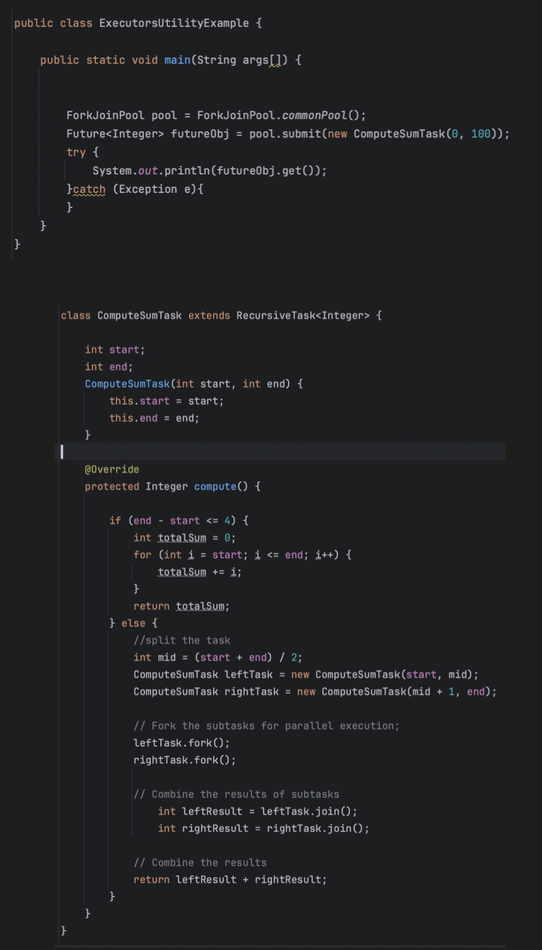 public class ExecutorsUtilityExample {
public static void main(String args[]) {
ForkJoinPool pool = ForkJoinPool.commonPool();
Future<Integer> futureObj = pool.submit(new ComputeSumTask(0, 100));
try {
System.out.println(futureObj.get());
}catch (Exception e){
}
}
}
class ComputeSumTask extends RecursiveTask<Integer> {
int start;
int end;
ComputeSumTask(int start, int end) {
this.start = start;
this.end = end;
}
@Override
protected Integer compute() {
if (end - start <= 4) {
int totalSum = 0;
for (int i = start; i <= end; i++) {
totalSum += i;
}
return totalSum;
} else {
//split the task
int mid = (start + end) / 2;
ComputeSumTask leftTask = new ComputeSumTask(start, mid);
ComputeSumTask rightTask = new ComputeSumTask(mid + 1, end);
// Fork the subtasks for parallel execution;
leftTask.fork();
rightTask.fork();
// Combine the results of subtasks
int leftResult = leftTask.join();
int rightResult = rightTask.join();
// Combine the results
return leftResult + rightResult;
}
}
}